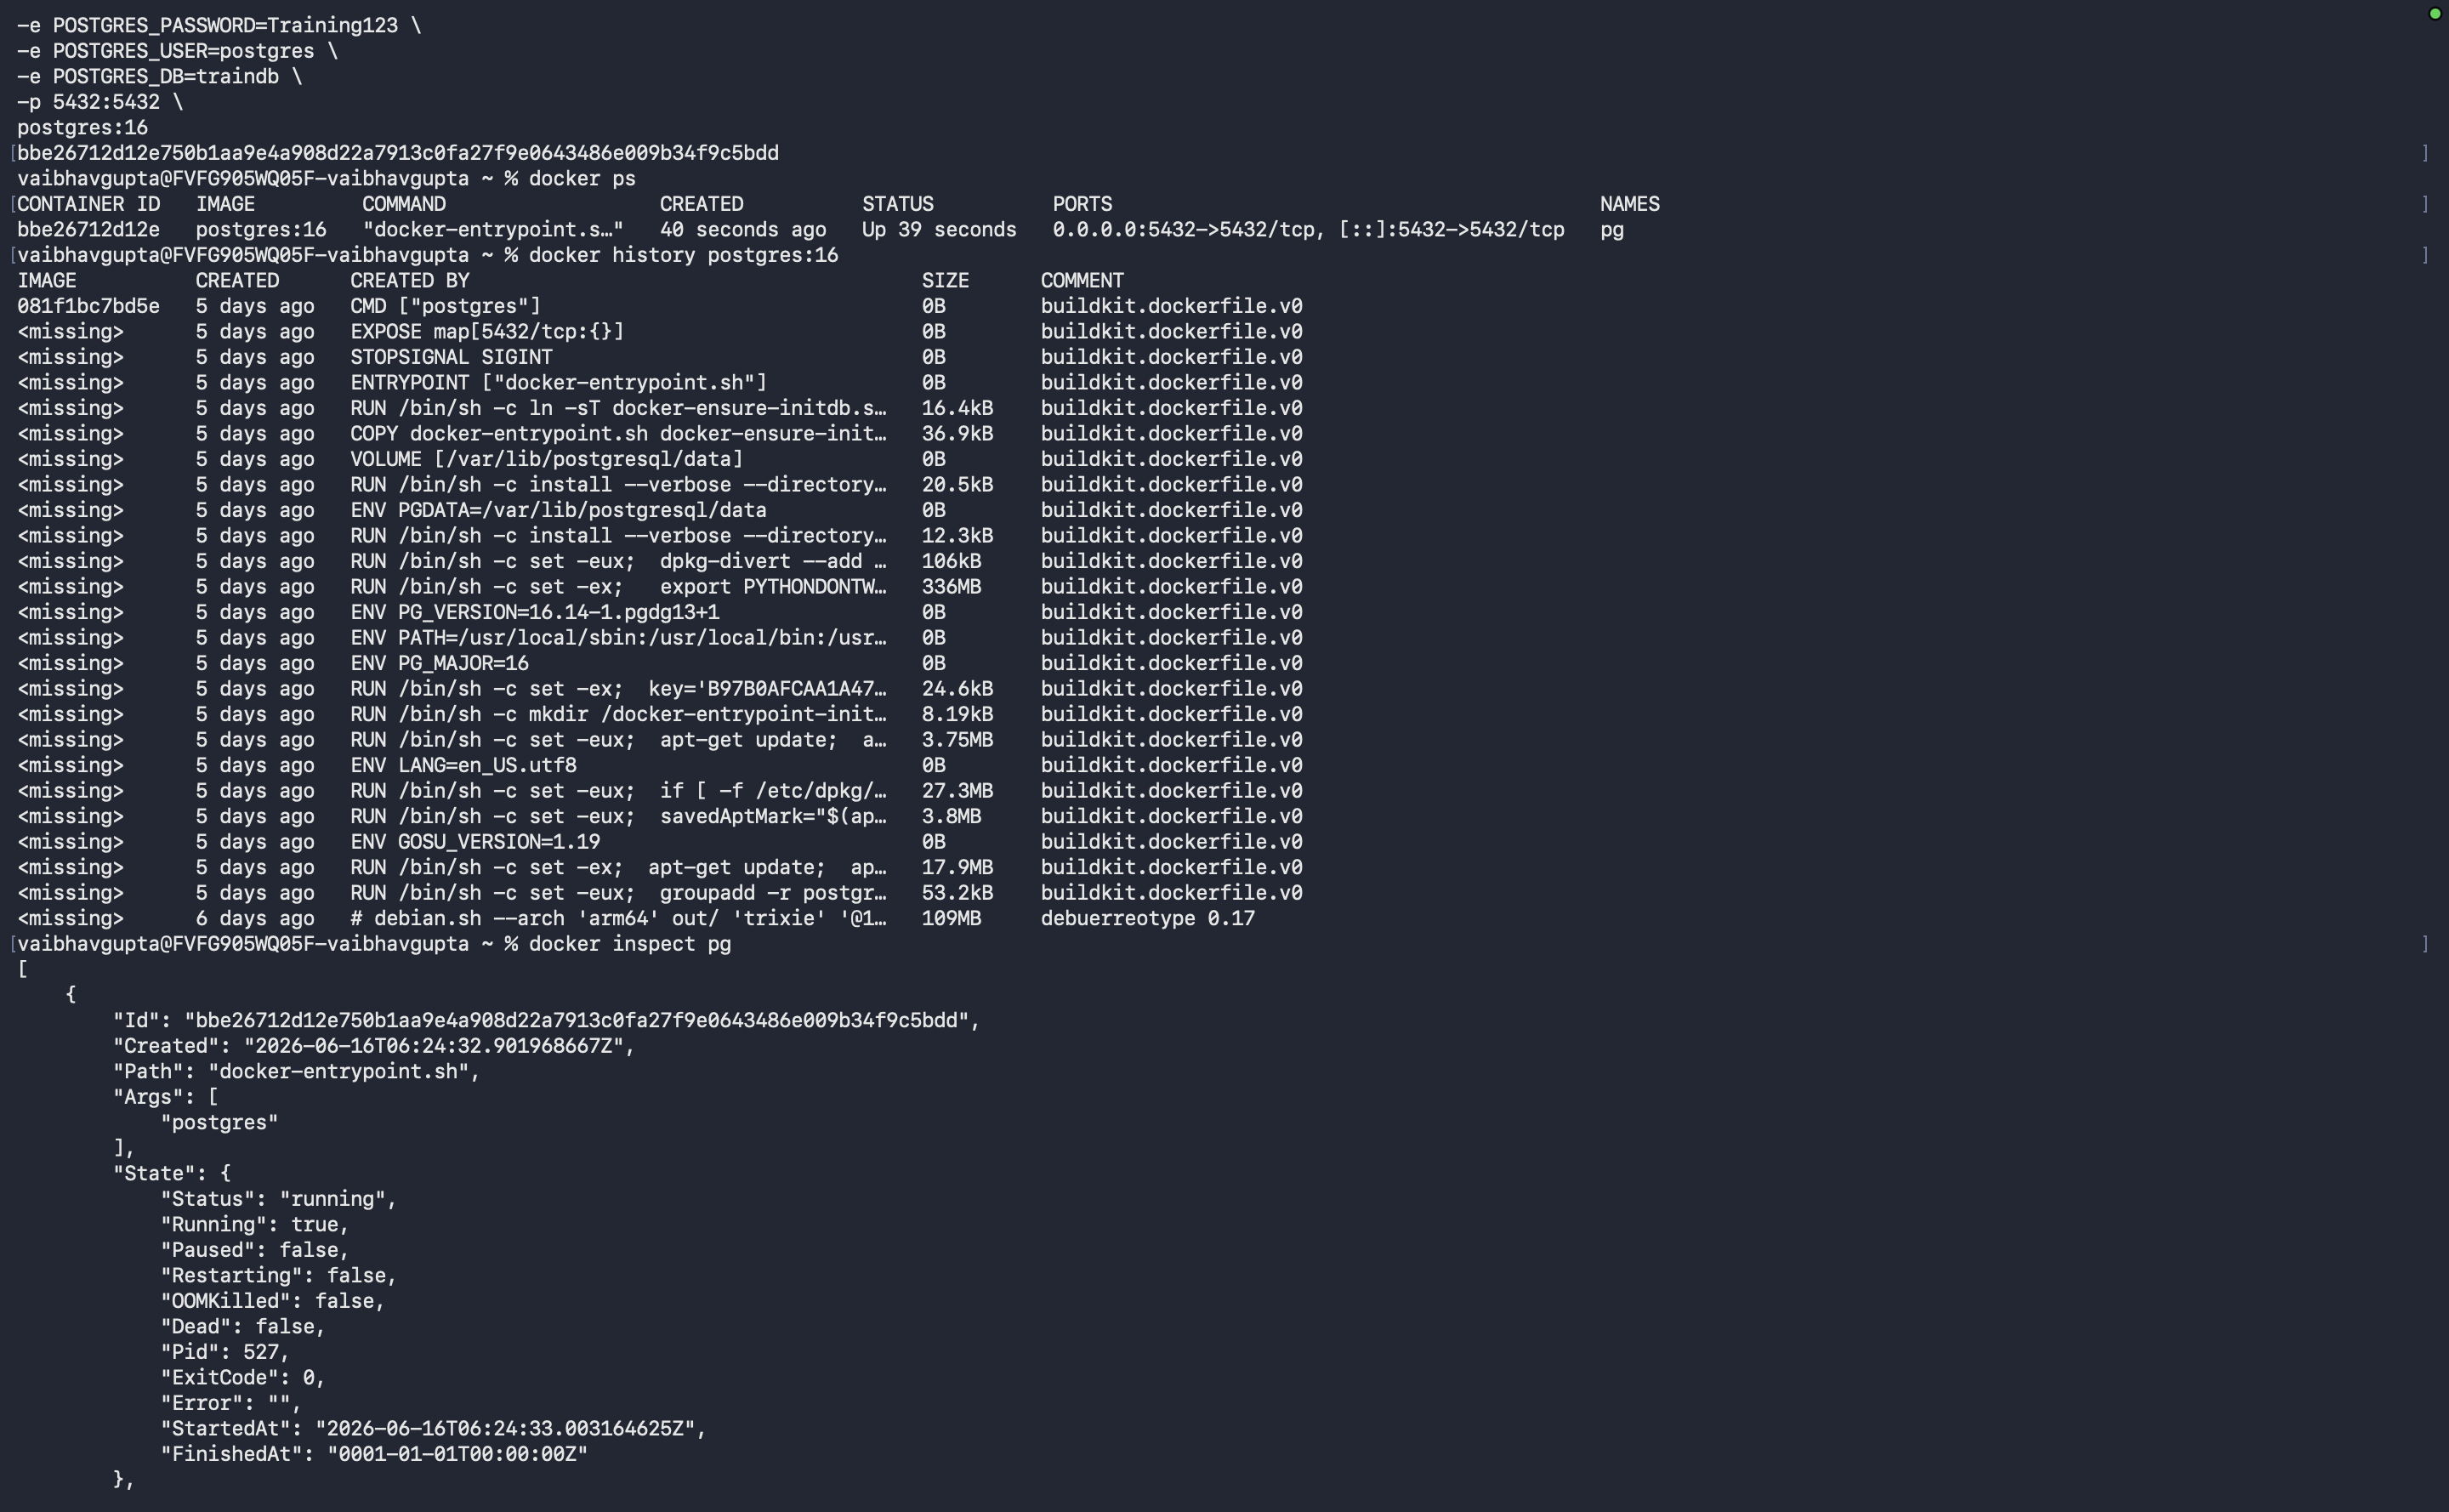 -e POSTGRES_PASSWORD=Training123 \
-e POSTGRES_USER=postgres \
-e POSTGRES_DB=traindb \
-p 5432:5432 \
postgres:16
[bbe26712d12e750b1aa9e4a908d22a7913c0fa27f9e0643486e009b34f9c5bdd ]
vaibhavgupta@FVFG905WQ05F-vaibhavgupta ~ % docker ps
[CONTAINER ID   IMAGE         COMMAND                  CREATED          STATUS          PORTS                                         NAMES ]
bbe26712d12e   postgres:16   "docker-entrypoint.s…"   40 seconds ago   Up 39 seconds   0.0.0.0:5432->5432/tcp, [::]:5432->5432/tcp   pg
[vaibhavgupta@FVFG905WQ05F-vaibhavgupta ~ % docker history postgres:16 ]
IMAGE          CREATED      CREATED BY                                      SIZE      COMMENT
081f1bc7bd5e   5 days ago   CMD ["postgres"]                                0B        buildkit.dockerfile.v0
<missing>      5 days ago   EXPOSE map[5432/tcp:{}]                         0B        buildkit.dockerfile.v0
<missing>      5 days ago   STOPSIGNAL SIGINT                               0B        buildkit.dockerfile.v0
<missing>      5 days ago   ENTRYPOINT ["docker-entrypoint.sh"]             0B        buildkit.dockerfile.v0
<missing>      5 days ago   RUN /bin/sh -c ln -sT docker-ensure-initdb.s…   16.4kB    buildkit.dockerfile.v0
<missing>      5 days ago   COPY docker-entrypoint.sh docker-ensure-init…   36.9kB    buildkit.dockerfile.v0
<missing>      5 days ago   VOLUME [/var/lib/postgresql/data]               0B        buildkit.dockerfile.v0
<missing>      5 days ago   RUN /bin/sh -c install --verbose --directory…   20.5kB    buildkit.dockerfile.v0
<missing>      5 days ago   ENV PGDATA=/var/lib/postgresql/data             0B        buildkit.dockerfile.v0
<missing>      5 days ago   RUN /bin/sh -c install --verbose --directory…   12.3kB    buildkit.dockerfile.v0
<missing>      5 days ago   RUN /bin/sh -c set -eux;  dpkg-divert --add …   106kB     buildkit.dockerfile.v0
<missing>      5 days ago   RUN /bin/sh -c set -ex;   export PYTHONDONTW…   336MB     buildkit.dockerfile.v0
<missing>      5 days ago   ENV PG_VERSION=16.14-1.pgdg13+1                 0B        buildkit.dockerfile.v0
<missing>      5 days ago   ENV PATH=/usr/local/sbin:/usr/local/bin:/usr…   0B        buildkit.dockerfile.v0
<missing>      5 days ago   ENV PG_MAJOR=16                                 0B        buildkit.dockerfile.v0
<missing>      5 days ago   RUN /bin/sh -c set -ex;  key='B97B0AFCAA1A47…   24.6kB    buildkit.dockerfile.v0
<missing>      5 days ago   RUN /bin/sh -c mkdir /docker-entrypoint-init…   8.19kB    buildkit.dockerfile.v0
<missing>      5 days ago   RUN /bin/sh -c set -eux;  apt-get update;  a…   3.75MB    buildkit.dockerfile.v0
<missing>      5 days ago   ENV LANG=en_US.utf8                             0B        buildkit.dockerfile.v0
<missing>      5 days ago   RUN /bin/sh -c set -eux;  if [ -f /etc/dpkg/…   27.3MB    buildkit.dockerfile.v0
<missing>      5 days ago   RUN /bin/sh -c set -eux;  savedAptMark="$(ap…   3.8MB     buildkit.dockerfile.v0
<missing>      5 days ago   ENV GOSU_VERSION=1.19                           0B        buildkit.dockerfile.v0
<missing>      5 days ago   RUN /bin/sh -c set -ex;  apt-get update;  ap…   17.9MB    buildkit.dockerfile.v0
<missing>      5 days ago   RUN /bin/sh -c set -eux;  groupadd -r postgr…   53.2kB    buildkit.dockerfile.v0
<missing>      6 days ago   # debian.sh --arch 'arm64' out/ 'trixie' '@1…   109MB     debuerreotype 0.17
[vaibhavgupta@FVFG905WQ05F-vaibhavgupta ~ % docker inspect pg ]
[
    {
        "Id": "bbe26712d12e750b1aa9e4a908d22a7913c0fa27f9e0643486e009b34f9c5bdd",
        "Created": "2026-06-16T06:24:32.901968667Z",
        "Path": "docker-entrypoint.sh",
        "Args": [
            "postgres"
        ],
        "State": {
            "Status": "running",
            "Running": true,
            "Paused": false,
            "Restarting": false,
            "OOMKilled": false,
            "Dead": false,
            "Pid": 527,
            "ExitCode": 0,
            "Error": "",
            "StartedAt": "2026-06-16T06:24:33.003164625Z",
            "FinishedAt": "0001-01-01T00:00:00Z"
        },